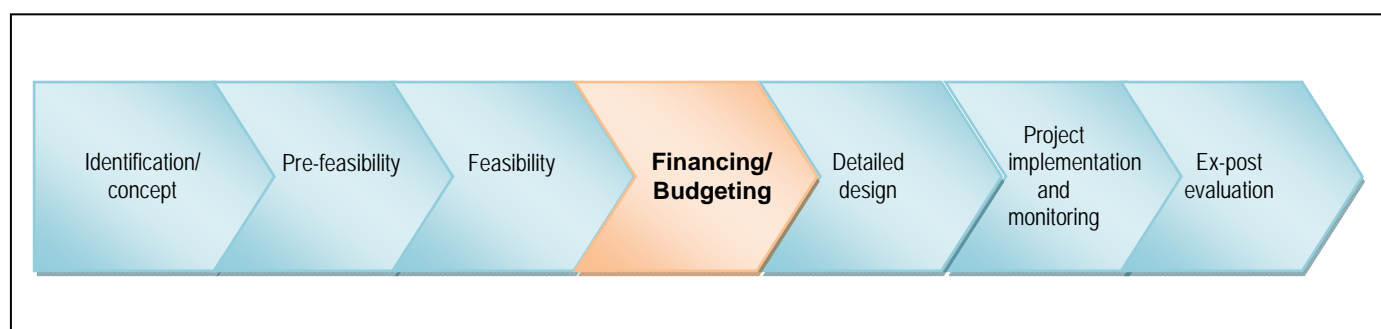 Identification/
concept
Pre-feasibility
Feasibility
Financing/
Budgeting
Detailed
design
Project
implementation
and
monitoring
Ex-post
evaluation